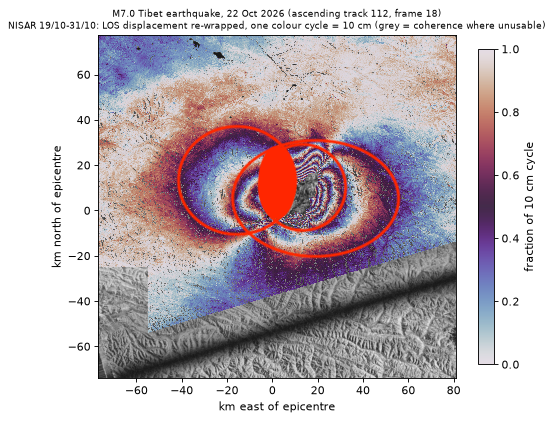 M7.0 Tibet earthquake, 22 Oct 2026 (ascending track 112, frame 18)
NISAR 19/10-31/10: LOS displacement re-wrapped, one colour cycle = 10 cm (grey = coherence where unusable)
km north of epicentre
60
40
20
0
−20
−40
−60
−60 −40 −20 0 20 40 60 80
km east of epicentre
1.0
0.8
0.6
0.4
0.2
0.0
fraction of 10 cm cycle